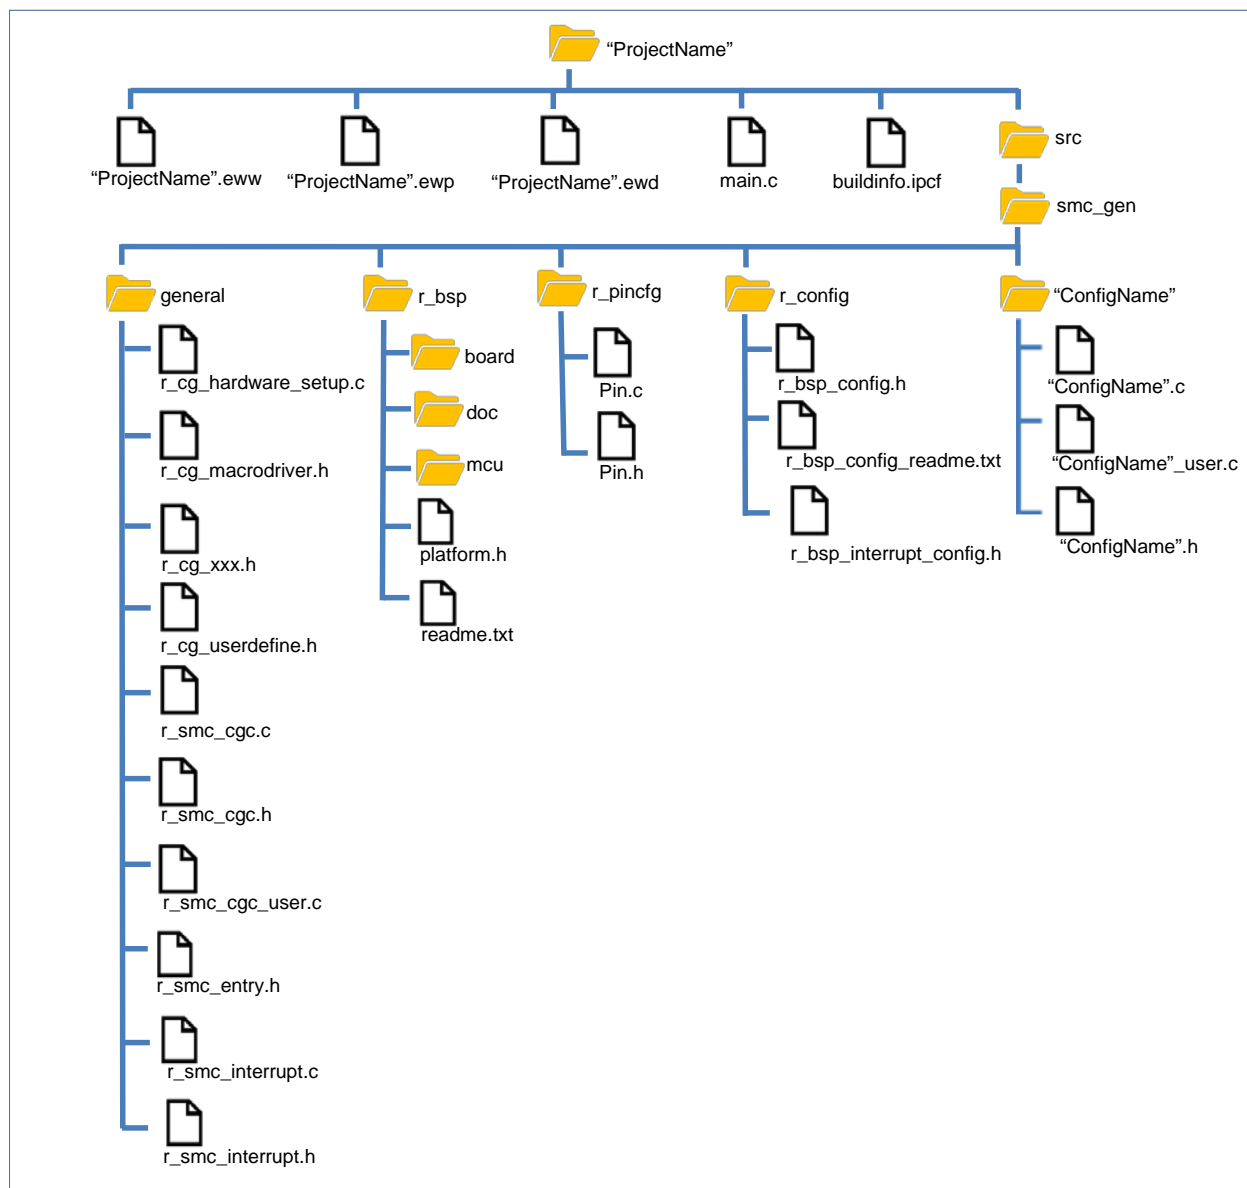 “ProjectName”
“ProjectName”.eww
“ProjectName”.ewp
“ProjectName”.ewd
main.c
buildinfo.ipcf
src
smc_gen
general
r_cg_hardware_setup.c
r_cg_macrodriver.h
r_cg_xxx.h
r_cg_userdefine.h
r_smc_cgc.c
r_smc_cgc.h
r_smc_cgc_user.c
r_smc_entry.h
r_smc_interrupt.c
r_smc_interrupt.h
r_bsp
board
doc
mcu
platform.h
readme.txt
r_pincfg
Pin.c
Pin.h
r_config
r_bsp_config.h
r_bsp_config_readme.txt
r_bsp_interrupt_config.h
“ConfigName”
“ConfigName”.c
“ConfigName”_user.c
“ConfigName”.h